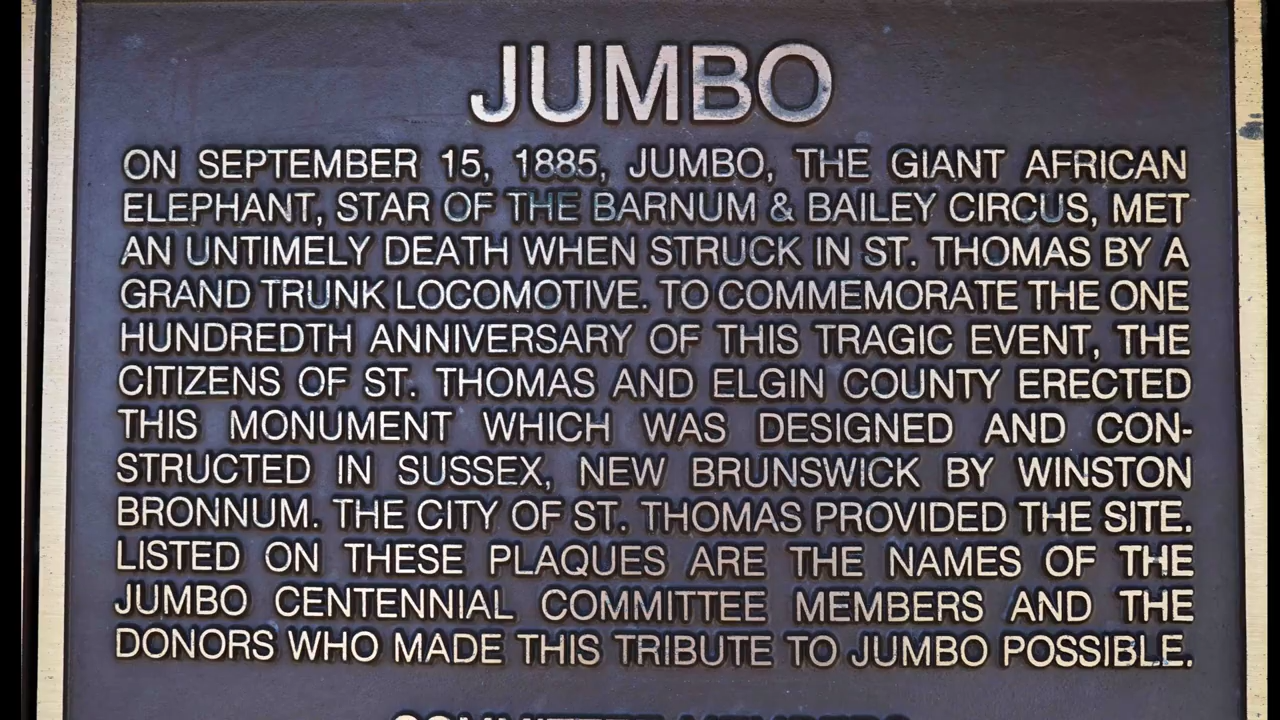 JUMBO
ON SEPTEMBER 15, 1885, JUMBO, THE GIANT AFRICAN
ELEPHANT, STAR OF THE BARNUM & BAILEY CIRCUS, MET
AN UNTIMELY DEATH WHEN STRUCK IN ST. THOMAS BY A
GRAND TRUNK LOCOMOTIVE. TO COMMEMORATE THE ONE
HUNDREDTH ANNIVERSARY OF THIS TRAGIC EVENT, THE
CITIZENS OF ST. THOMAS AND ELGIN COUNTY ERECTED
THIS MONUMENT WHICH WAS DESIGNED AND CON-
STRUCTED IN SUSSEX, NEW BRUNSWICK BY WINSTON
BRONNUM. THE CITY OF ST. THOMAS PROVIDED THE SITE.
LISTED ON THESE PLAQUES ARE THE NAMES OF THE
JUMBO CENTENNIAL COMMITTEE MEMBERS AND THE
DONORS WHO MADE THIS TRIBUTE TO JUMBO POSSIBLE.